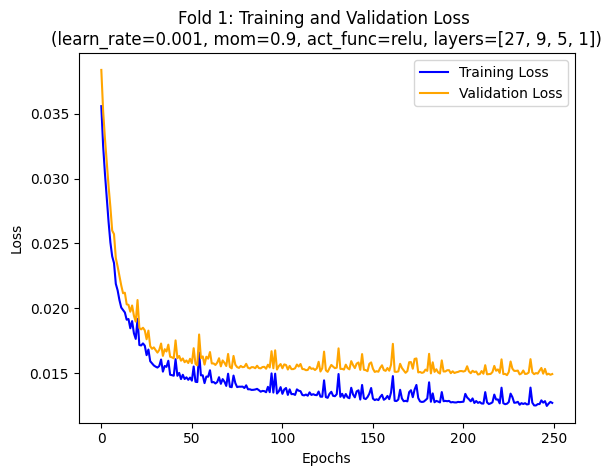 Fold 1: Training and Validation Loss
(learn_rate=0.001, mom=0.9, act_func=relu, layers=[27, 9, 5, 1])
Training Loss
Validation Loss
0.035
0.030
0.025
0.020
0.015
Loss
0
50
100
150
200
250
Epochs